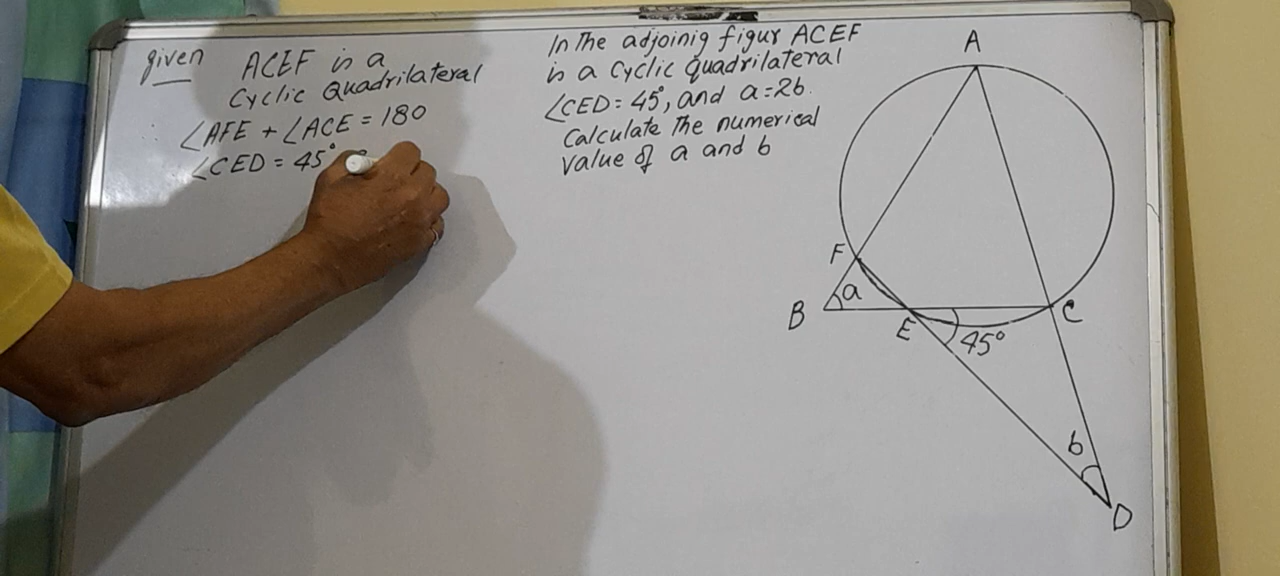 given
ACEF is a
Cyclic Quadrilateral
∠AFE + ∠ACE = 180
∠CED = 45°
In The adjoinig figur ACEF
is a cyclic quadrilateral
∠CED = 45°, and a=2b.
Calculate The numerical
value of a and b
A
F
B
a
E
C
45°
b
D